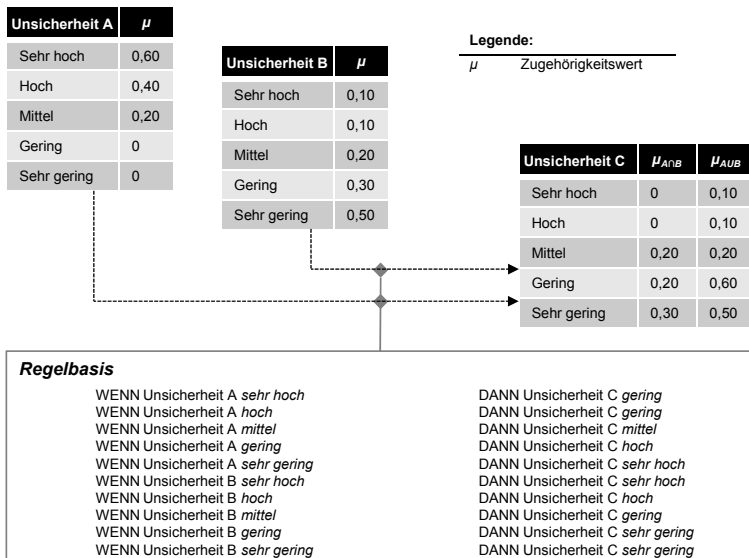 Unsicherheit A μ
Sehr hoch 0,60
Hoch 0,40
Mittel 0,20
Gering 0
Sehr gering 0
Unsicherheit B μ
Sehr hoch 0,10
Hoch 0,10
Mittel 0,20
Gering 0,30
Sehr gering 0,50
Legende:
μ Zugehörigkeitswert
Unsicherheit C μA∩B μAUB
Sehr hoch 0 0,10
Hoch 0 0,10
Mittel 0,20 0,20
Gering 0,20 0,60
Sehr gering 0,30 0,50
Regelbasis
WENN Unsicherheit A sehr hoch DANN Unsicherheit C gering
WENN Unsicherheit A hoch DANN Unsicherheit C gering
WENN Unsicherheit A mittel DANN Unsicherheit C mittel
WENN Unsicherheit A gering DANN Unsicherheit C hoch
WENN Unsicherheit A sehr gering DANN Unsicherheit C sehr hoch
WENN Unsicherheit B sehr hoch DANN Unsicherheit C sehr hoch
WENN Unsicherheit B hoch DANN Unsicherheit C hoch
WENN Unsicherheit B mittel DANN Unsicherheit C gering
WENN Unsicherheit B gering DANN Unsicherheit C sehr gering
WENN Unsicherheit B sehr gering DANN Unsicherheit C sehr gering